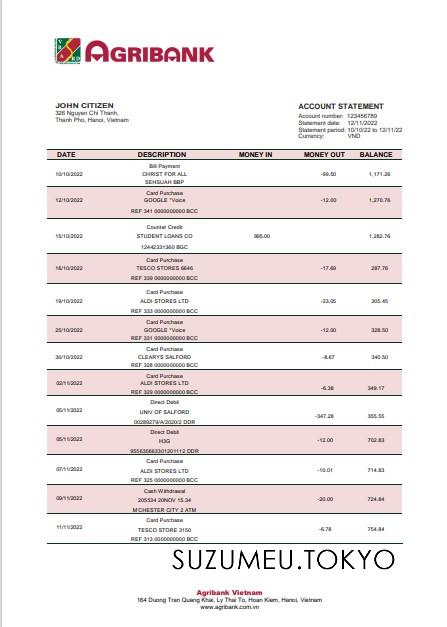 VBARD
AGRIBANK
JOHN CITIZEN
326 Nguyen Chi Thanh,
Thanh Pho, Hanoi, Vietnam
ACCOUNT STATEMENT
Account number: 123456789
Statement date: 12/11/2022
Statement period: 10/10/22 to 12/11/22
Currency: VND
DATE DESCRIPTION MONEY IN MONEY OUT BALANCE
Bill Payment
10/10/2022 CHRIST FOR ALL -99.50 1,171.26
SEHSUAH BBP
Card Purchase
12/10/2022 GOOGLE *Voice -12.00 1,270.76
REF 341 0000000000 BCC
Counter Credit
15/10/2022 STUDENT LOANS CO 995.00 1,282.76
12442331360 BGC
Card Purchase
16/10/2022 TESCO STORES 6646 -17.69 287.76
REF 339 0000000000 BCC
Card Purchase
19/10/2022 ALDI STORES LTD -23.05 305.45
REF 333 0000000000 BCC
Card Purchase
25/10/2022 GOOGLE *Voice -12.00 328.50
REF 331 0000000000 BCC
Card Purchase
30/10/2022 CLEARYS SALFORD -8.67 340.50
REF 328 0000000000 BCC
Card Purchase
02/11/2022 ALDI STORES LTD -6.38 349.17
REF 329 0000000000 BCC
Direct Debit
05/11/2022 UNIV OF SALFORD -347.28 355.55
00289279/A/2020/2 DDR
Direct Debit
05/11/2022 H3G -12.00 702.83
955635663301201112 DDR
Card Purchase
07/11/2022 ALDI STORES LTD -10.01 714.83
REF 325 0000000000 BCC
Cash Withdrawal
09/11/2022 205534 20NOV 15.34 -20.00 724.84
MCHESTER CITY 2 ATM
Card Purchase
11/11/2022 TESCO STORE 3150 -6.78 754.84
REF 313 0000000000 BCC
SUZUMEU.TOKYO
Agribank Vietnam
164 Duong Tran Quang Khai, Ly Thai To, Hoan Kiem, Hanoi, Vietnam
www.agribank.com.vn